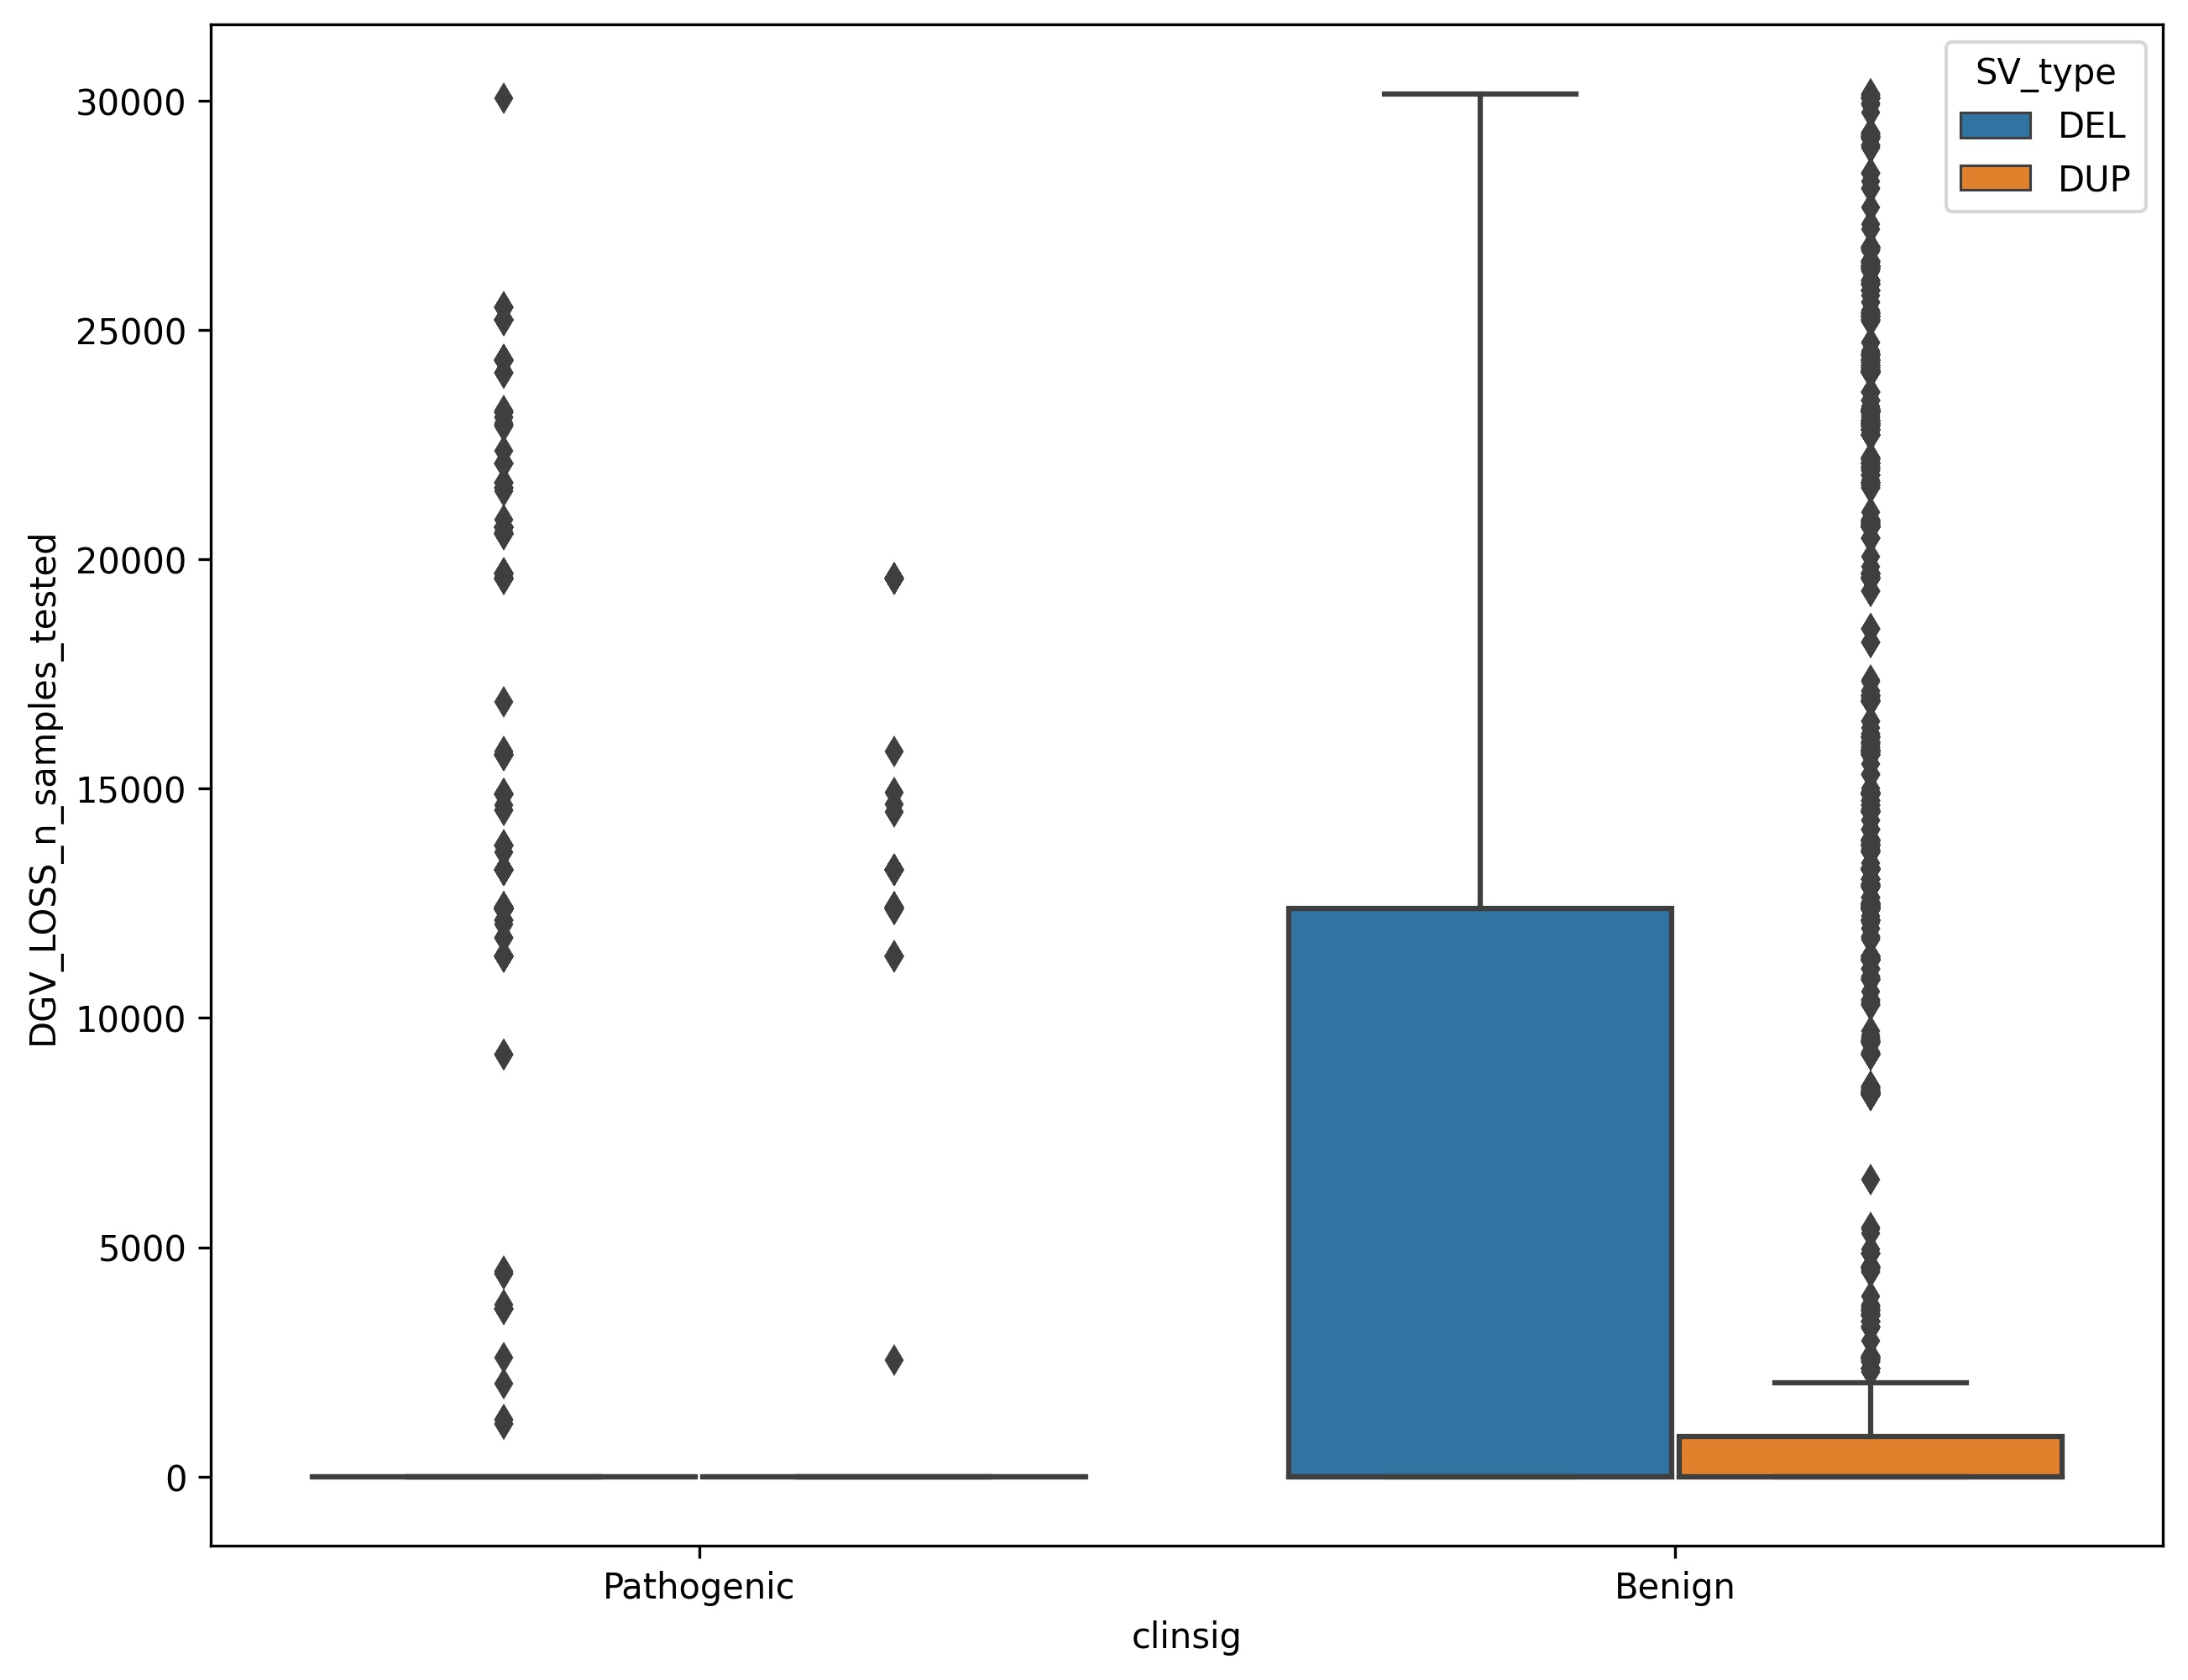 SV_type
DEL
DUP
DGV_LOSS_n_samples_tested
30000
25000
20000
15000
10000
5000
0
Pathogenic
Benign
clinsig